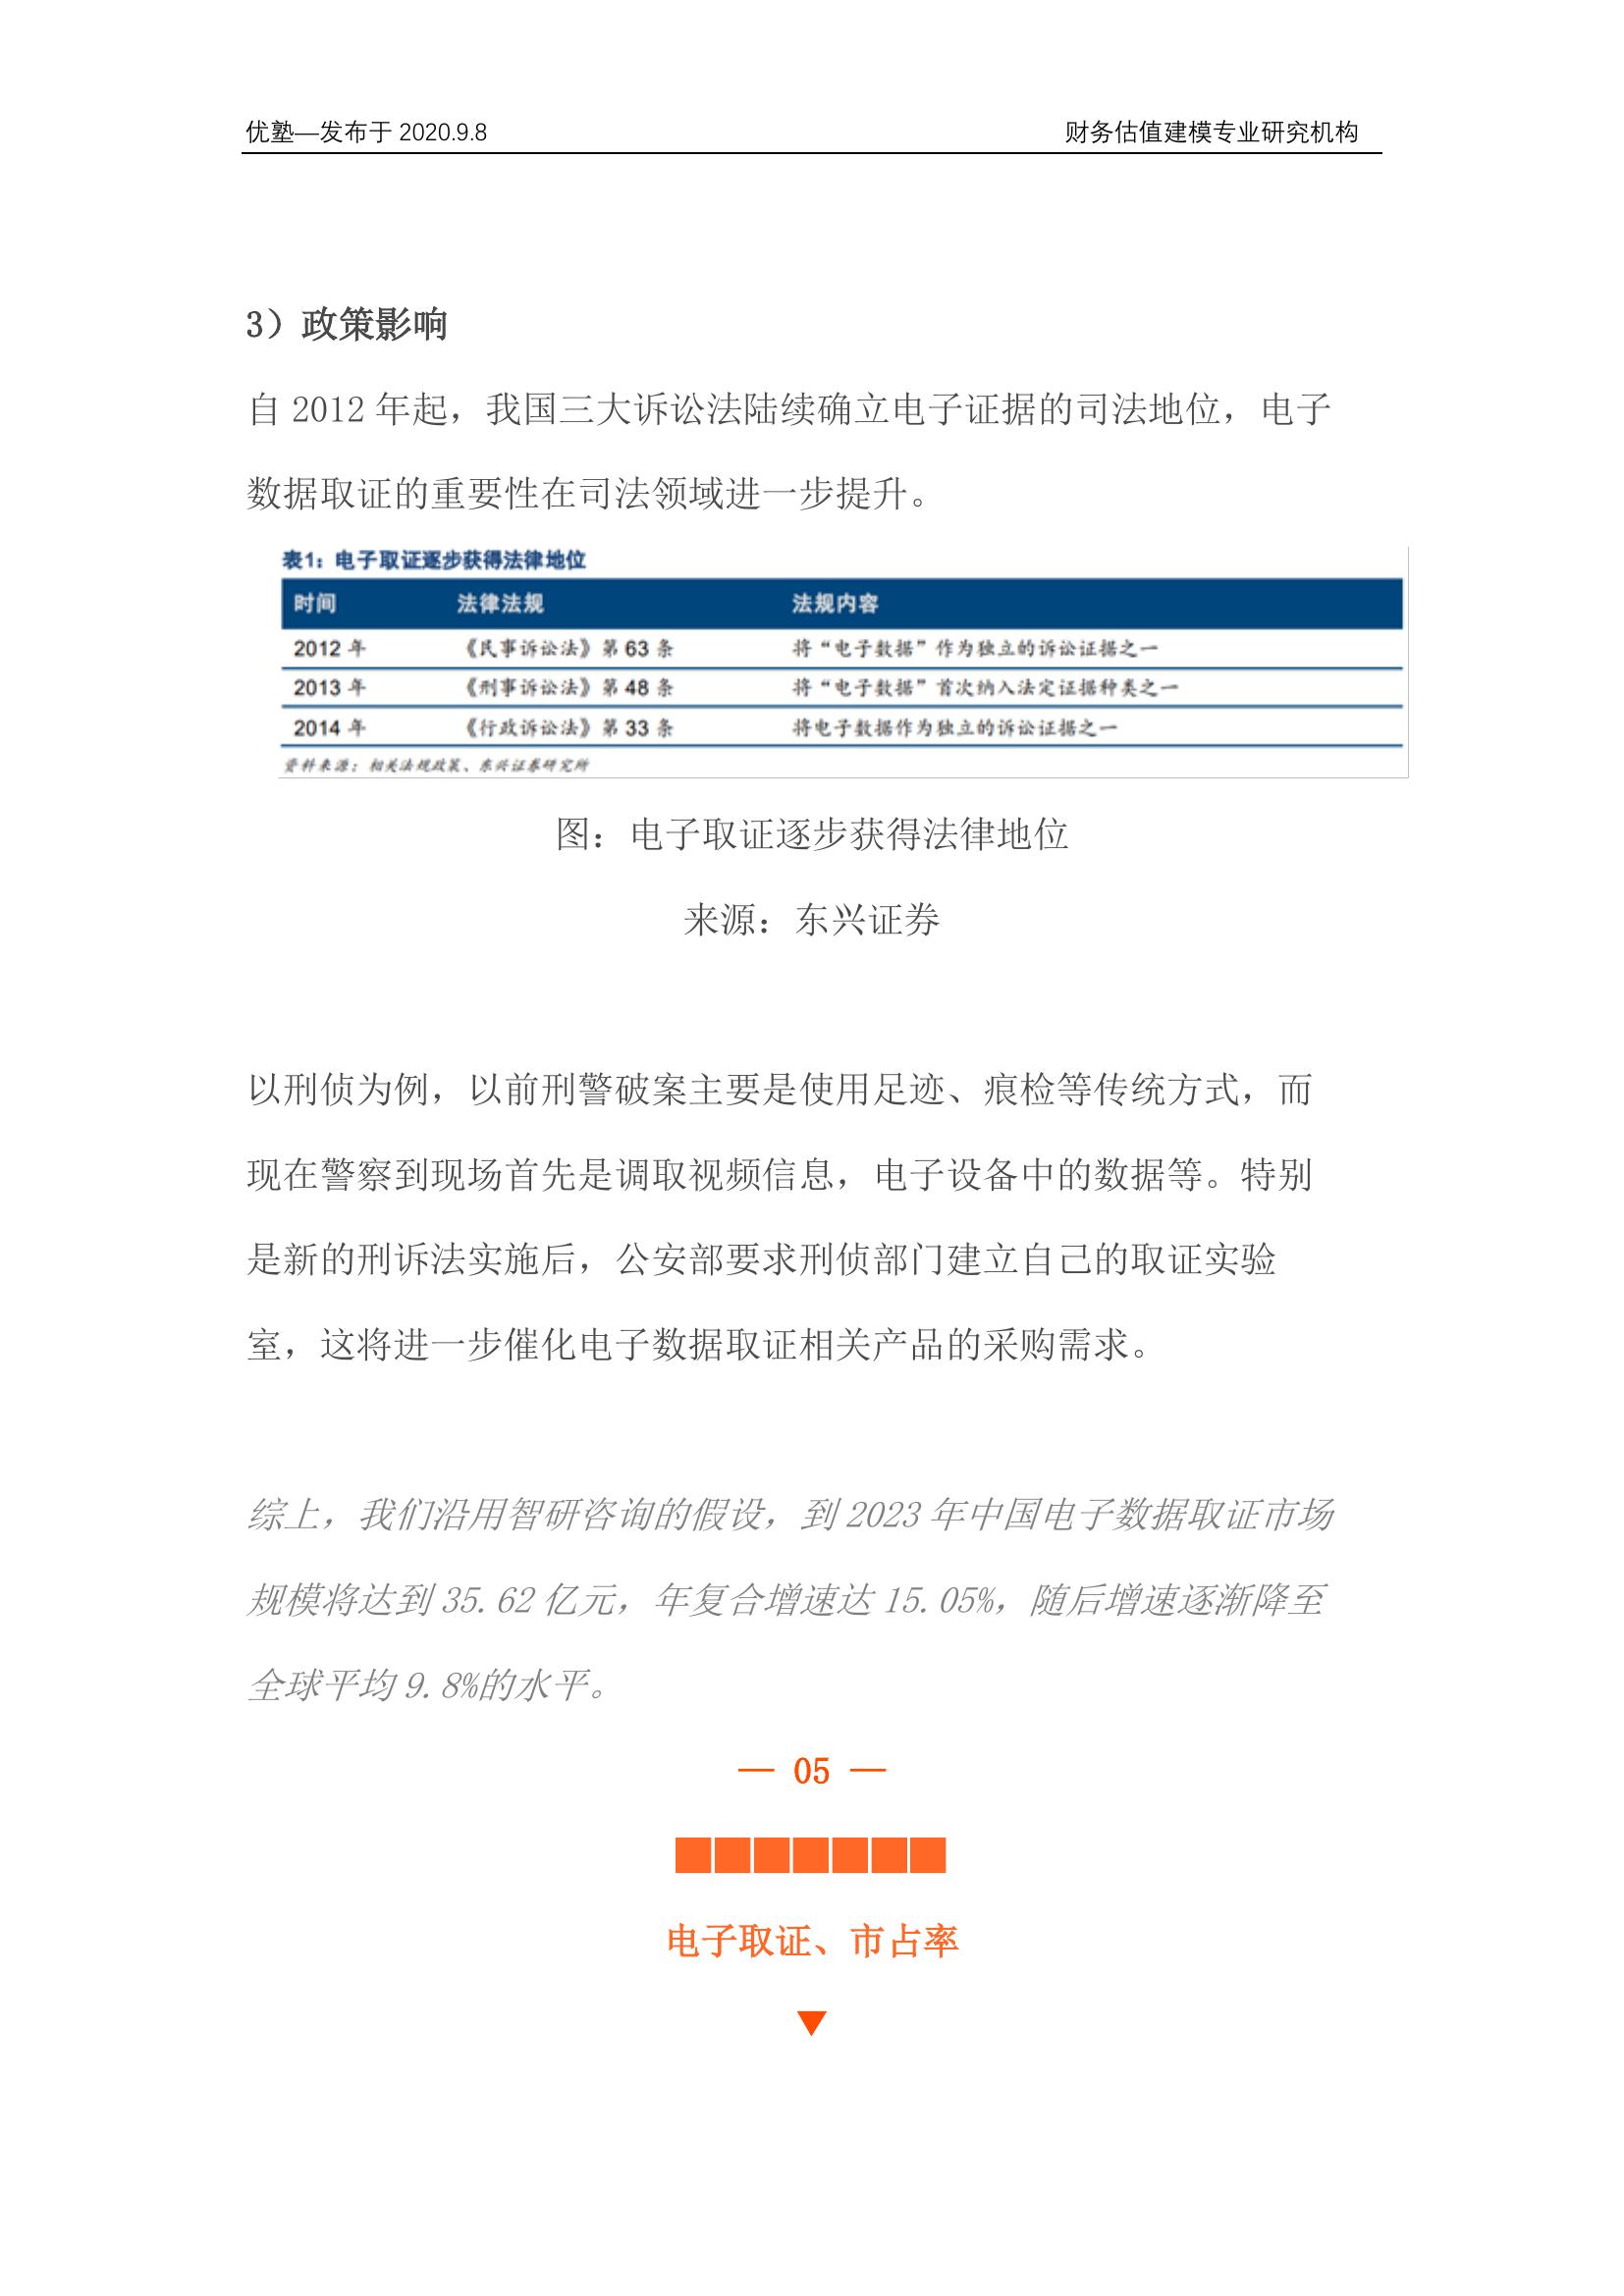 优塾—发布于 2020.9.8 财务估值建模专业研究机构
3）政策影响
自 2012 年起，我国三大诉讼法陆续确立电子证据的司法地位，电子
数据取证的重要性在司法领域进一步提升。
表1：电子取证逐步获得法律地位
时间 法律法规 法规内容
2012 年 《民事诉讼法》第 63 条 将“电子数据”作为独立的诉讼证据之一
2013 年 《刑事诉讼法》第 48 条 将“电子数据”首次纳入法定证据种类之一
2014 年 《行政诉讼法》第 33 条 将电子数据作为独立的诉讼证据之一
资料来源：相关法规政策、东兴证券研究所
图：电子取证逐步获得法律地位
来源：东兴证券
以刑侦为例，以前刑警破案主要是使用足迹、痕检等传统方式，而
现在警察到现场首先是调取视频信息，电子设备中的数据等。特别
是新的刑诉法实施后，公安部要求刑侦部门建立自己的取证实验
室，这将进一步催化电子数据取证相关产品的采购需求。
综上，我们沿用智研咨询的假设，到 2023 年中国电子数据取证市场
规模将达到 35.62 亿元，年复合增速达 15.05%，随后增速逐渐降至
全球平均 9.8%的水平。
— 05 —
■■■■■■■
电子取证、市占率
▼